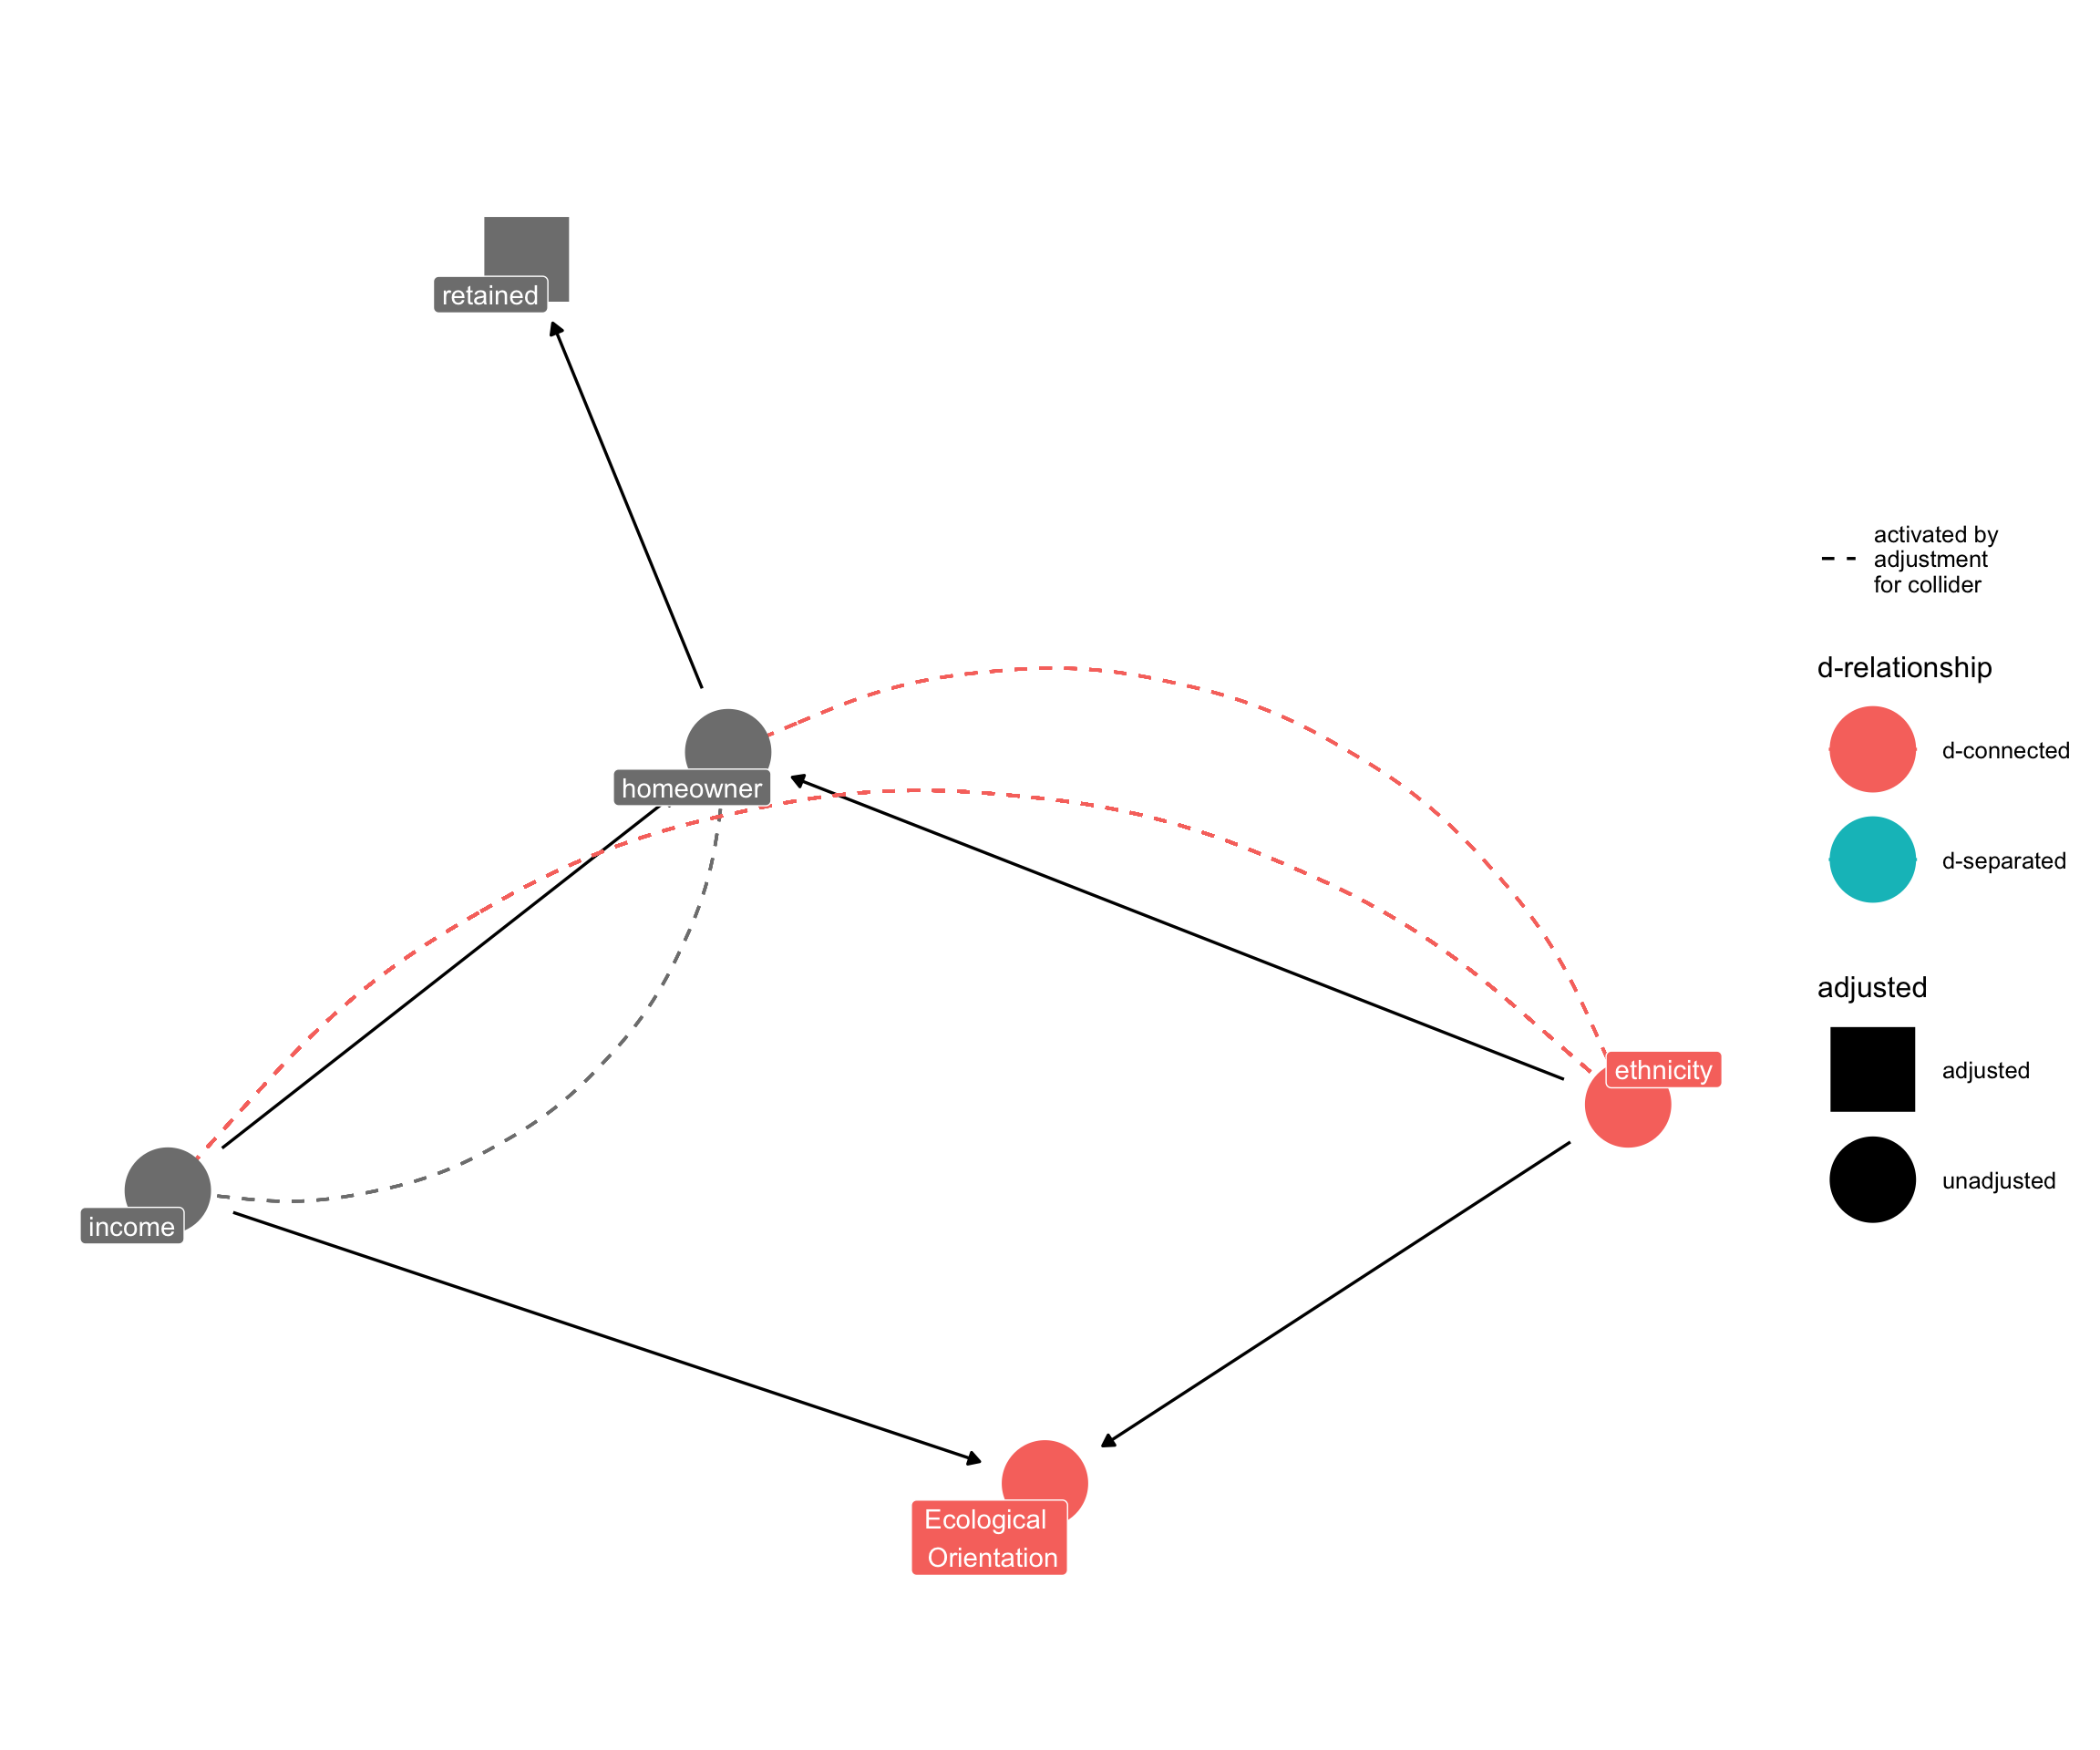 retained
homeowner
ethnicity
income
Ecological
Orientation
activated by
adjustment
for collider
d-relationship
d-connected
d-separated
adjusted
adjusted
unadjusted